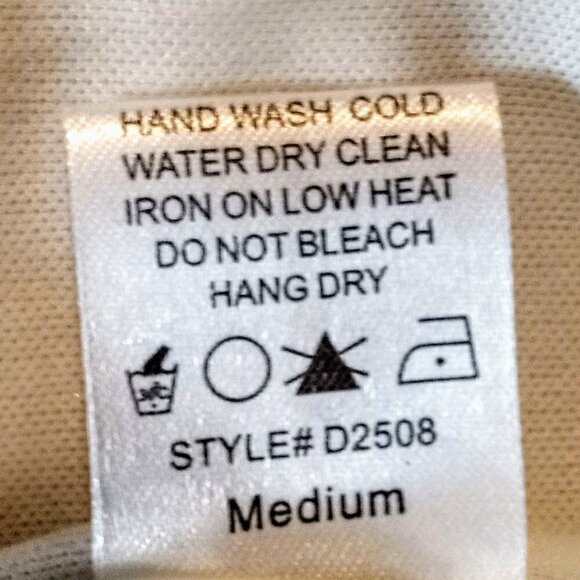 HAND WASH COLD
WATER DRY CLEAN
IRON ON LOW HEAT
DO NOT BLEACH
HANG DRY
STYLE# D2508
Medium